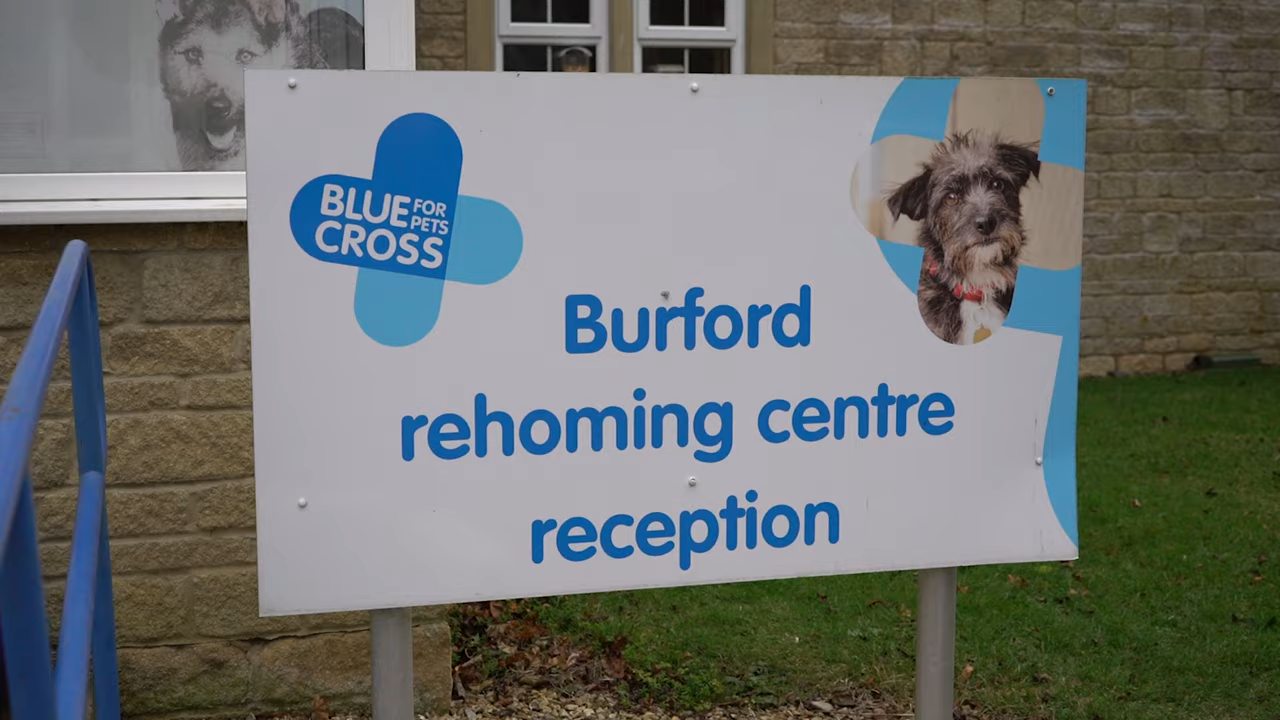 BLUE FOR PETS
CROSS
Burford
rehoming centre
reception